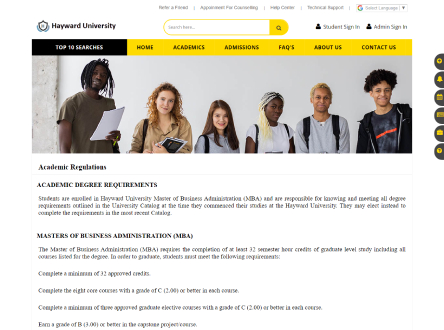 Refer a Friend | Appointment For Counselling | Help Center | Technical Support | Select Language ▼
Hayward University
Search here...
Student Sign In
Admin Sign In
TOP 10 SEARCHES
HOME
ACADEMICS
ADMISSIONS
FAQ'S
ABOUT US
CONTACT US
Academic Regulations
ACADEMIC DEGREE REQUIREMENTS
Students are enrolled in Hayward University Master of Business Administration (MBA) and are responsible for knowing and meeting all degree
requirements outlined in the University Catalog at the time they commenced their studies at the Hayward University. They may elect instead to
complete the requirements in the most recent Catalog.
MASTERS OF BUSINESS ADMINISTRATION (MBA)
The Master of Business Administration (MBA) requires the completion of at least 32 semester hour credits of graduate level study including all
courses listed for the degree. In order to graduate, students must meet the following requirements:
Complete a minimum of 32 approved credits.
Complete the eight core courses with a grade of C (2.00) or better in each course.
Complete a minimum of three approved graduate elective courses with a grade of C (2.00) or better in each course.
Earn a grade of B (3.00) or better in the capstone project/course.